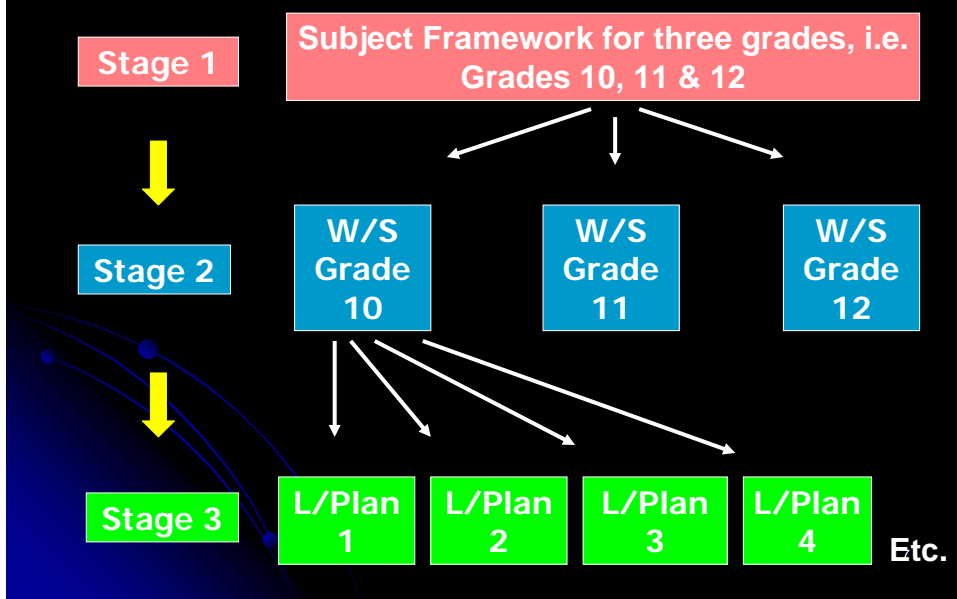 Stage 1
Subject Framework for three grades, i.e.
Grades 10, 11 & 12
Stage 2
W/S
Grade
10
W/S
Grade
11
W/S
Grade
12
Stage 3
L/Plan
1
L/Plan
2
L/Plan
3
L/Plan
4
Etc.